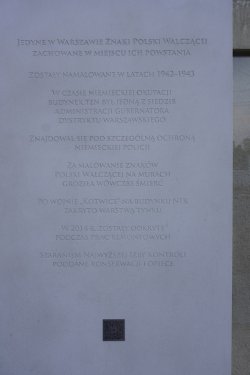 JEDYNE W WARSZAWIE ZNAKI POLSKI WALCZĄCEJ
ZACHOWANE W MIEJSCU ICH POWSTANIA
ZOSTAŁY NAMALOWANE W LATACH 1942-1943
W CZASIE NIEMIECKIEJ OKUPACJI
BUDYNEK TEN BYŁ JEDNĄ Z SIEDZIB
ADMINISTRACJI GUBERNATORA
DYSTRYKTU WARSZAWSKIEGO
ZNAJDOWAŁ SIĘ POD SZCZEGÓLNĄ OCHRONĄ
NIEMIECKIEJ POLICJI
ZA MALOWANIE ZNAKÓW
POLSKI WALCZĄCEJ NA MURACH
GROZIŁA WÓWCZAS ŚMIERĆ
PO WOJNIE „KOTWICE” NA BUDYNKU NIK
ZAKRYTO WARSTWĄ TYNKU
W 2014 R. ZOSTAŁY ODKRYTE
PODCZAS PRAC REMONTOWYCH
STARANIEM NAJWYŻSZEJ IZBY KONTROLI
PODDANE KONSERWACJI I OPIECE